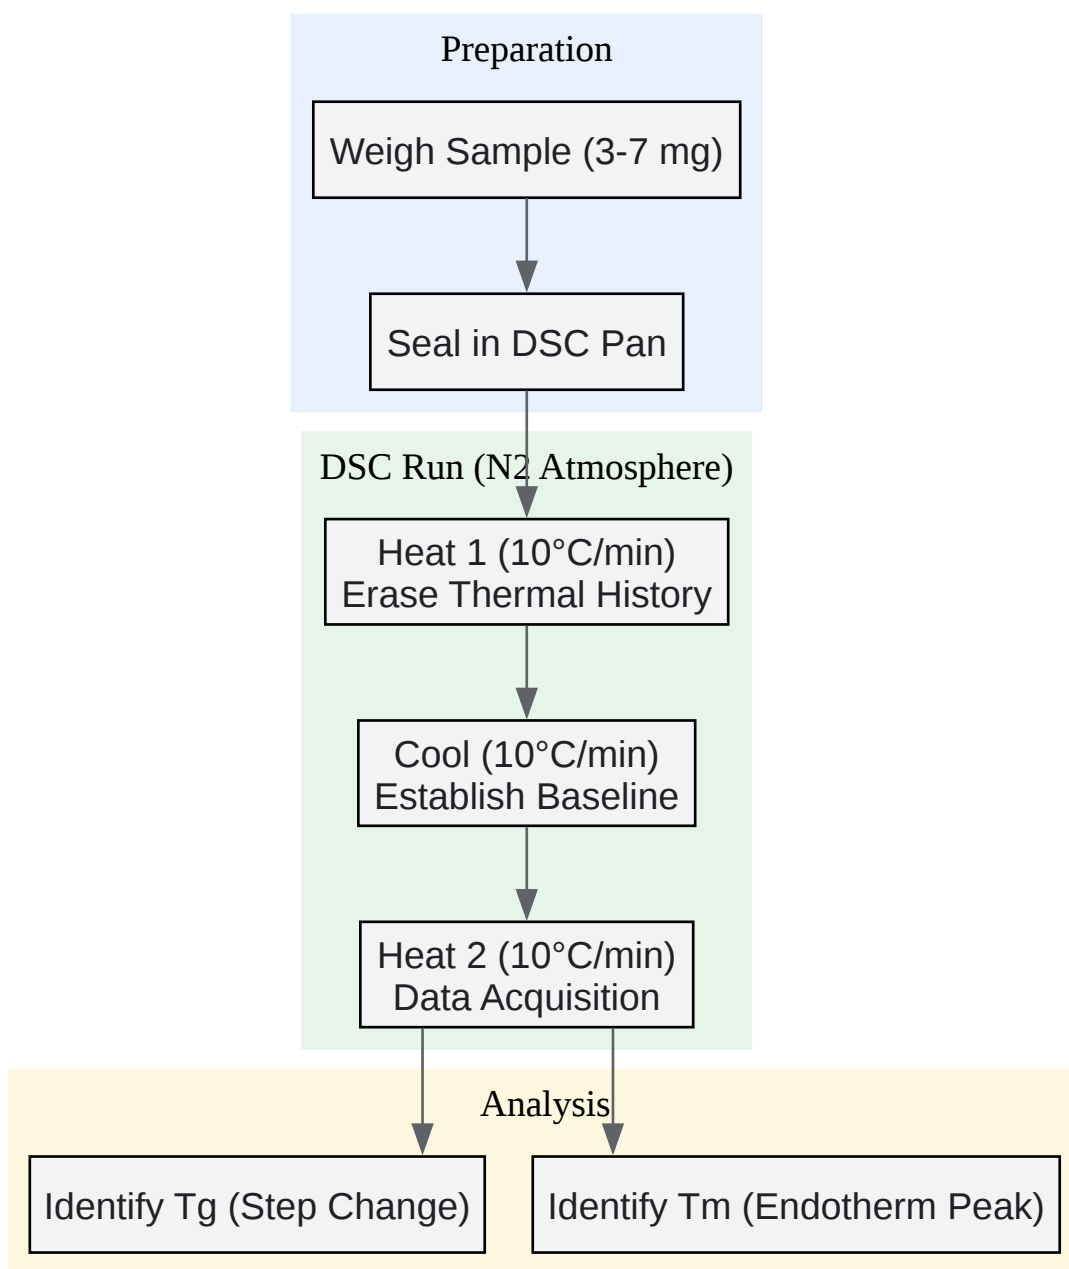 Preparation
Weigh Sample (3-7 mg)
Seal in DSC Pan
DSC Run (N2 Atmosphere)
Heat 1 (10°C/min)
Erase Thermal History
Cool (10°C/min)
Establish Baseline
Heat 2 (10°C/min)
Data Acquisition
Analysis
Identify Tg (Step Change)
Identify Tm (Endotherm Peak)